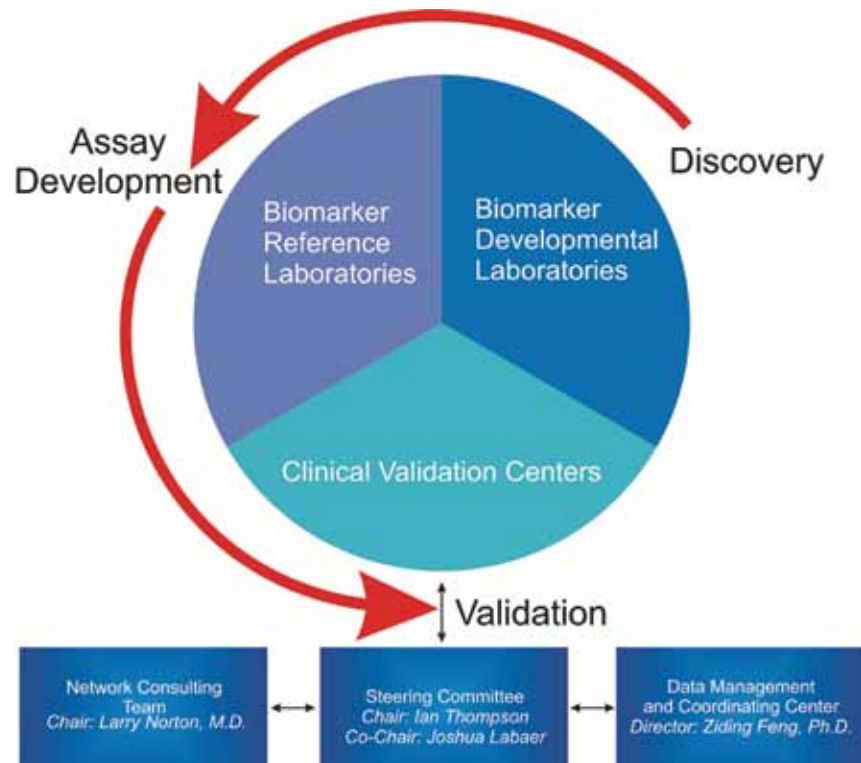 Assay
Development
Discovery
Biomarker
Reference
Laboratories
Biomarker
Developmental
Laboratories
Clinical Validation Centers
Validation
Network Consulting
Team
Chair: Larry Norton, M.D.
Steering Committee
Chair: Ian Thompson
Co-Chair: Joshua Labaer
Data Management
and Coordinating Center
Director: Ziding Feng, Ph.D.